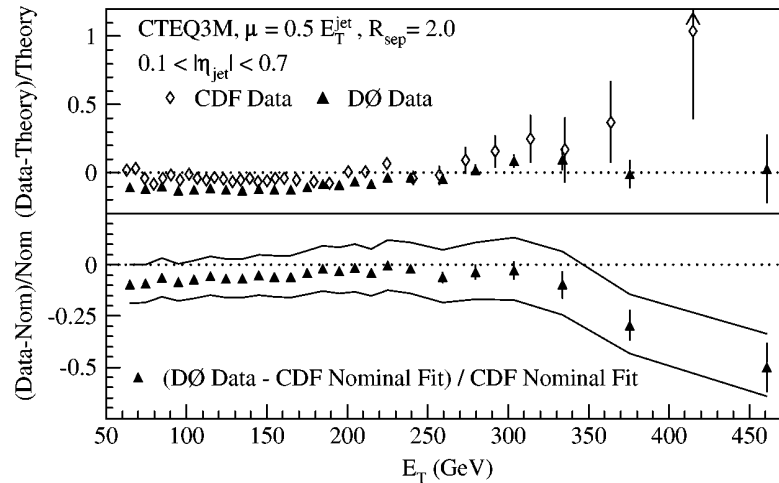 (Data-Theory)/Theory
1
0.5
0
CTEQ3M, μ = 0.5 E_T^jet, R_sep = 2.0
0.1 < |η_jet| < 0.7
CDF Data DØ Data
(Data-Nom)/Nom
0
-0.25
-0.5
(DØ Data - CDF Nominal Fit) / CDF Nominal Fit
50 100 150 200 250 300 350 400 450
E_T (GeV)